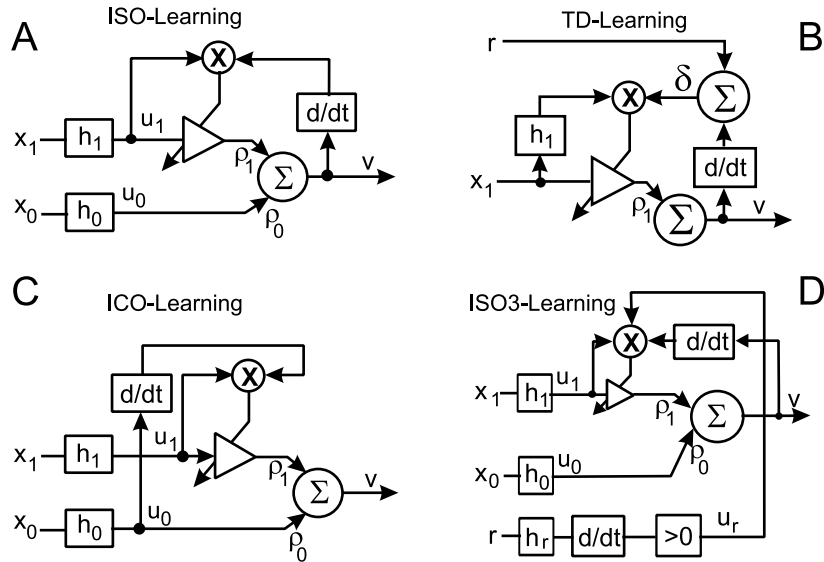 A
ISO-Learning
X
d/dt
x1
h1
u1
ρ1
Σ
v
x0
h0
u0
ρ0
TD-Learning
B
r
X
δ
Σ
h1
d/dt
x1
ρ1
Σ
v
C
ICO-Learning
X
d/dt
x1
h1
u1
ρ1
Σ
v
x0
h0
u0
ρ0
ISO3-Learning
D
X
d/dt
x1
h1
u1
ρ1
Σ
v
x0
h0
u0
ρ0
r
hr
d/dt
>0
ur